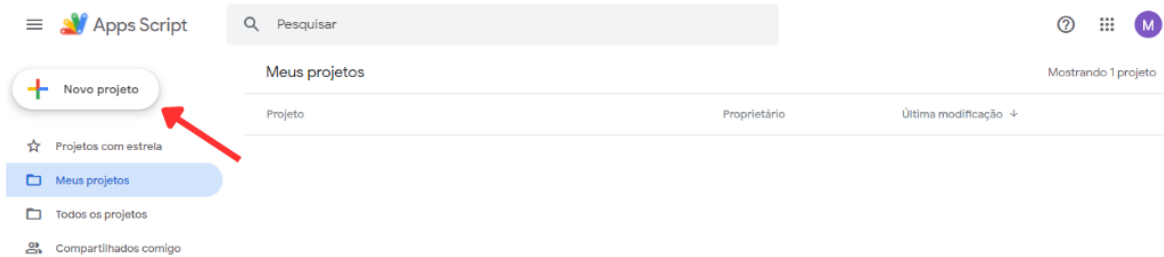 Apps Script
Pesquisar
M
Novo projeto
Meus projetos
Mostrando 1 projeto
Projeto
Proprietário
Última modificação
Projetos com estrela
Meus projetos
Todos os projetos
Compartilhados comigo